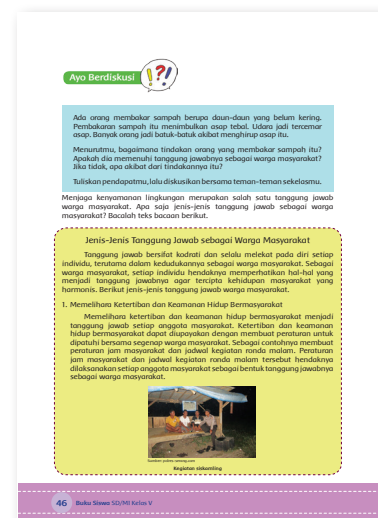 Ayo Berdiskusi
Ada orang membakar sampah berupa daun-daun yang belum kering.
Pembakaran sampah itu menimbulkan asap tebal. Udara jadi tercemar
asap. Banyak orang jadi batuk-batuk akibat menghirup asap itu.
Menurutmu, bagaimana tindakan orang yang membakar sampah itu?
Apakah dia memenuhi tanggung jawabnya sebagai warga masyarakat?
Jika tidak, apa akibat dari tindakannya itu?
Tuliskan pendapatmu, lalu diskusikan bersama teman-teman sekelasmu.
Menjaga kenyamanan lingkungan merupakan salah satu tanggung jawab
warga masyarakat. Apa saja jenis-jenis tanggung jawab sebagai warga
masyarakat? Bacalah teks bacaan berikut.
Jenis-Jenis Tanggung Jawab sebagai Warga Masyarakat
Tanggung jawab bersifat kodrati dan selalu melekat pada diri setiap
individu, terutama dalam kedudukannya sebagai warga masyarakat. Sebagai
warga masyarakat, setiap individu hendaknya memperhatikan hal-hal yang
menjadi tanggung jawabnya agar tercipta kehidupan masyarakat yang
harmonis. Berikut jenis-jenis tanggung jawab warga masyarakat.
1. Memelihara Ketertiban dan Keamanan Hidup Bermasyarakat
Memelihara ketertiban dan keamanan hidup bermasyarakat menjadi
tanggung jawab setiap anggota masyarakat. Ketertiban dan keamanan
hidup bermasyarakat dapat diupayakan dengan membuat peraturan untuk
dipatuhi bersama segenap warga masyarakat. Sebagai contohnya membuat
peraturan jam masyarakat dan jadwal kegiatan ronda malam. Peraturan
jam masyarakat dan jadwal kegiatan ronda malam tersebut hendaknya
dilaksanakan setiap anggota masyarakat sebagai bentuk tanggung jawabnya
sebagai warga masyarakat.
Kegiatan siskamling
46 Buku Siswa SD/MI Kelas V